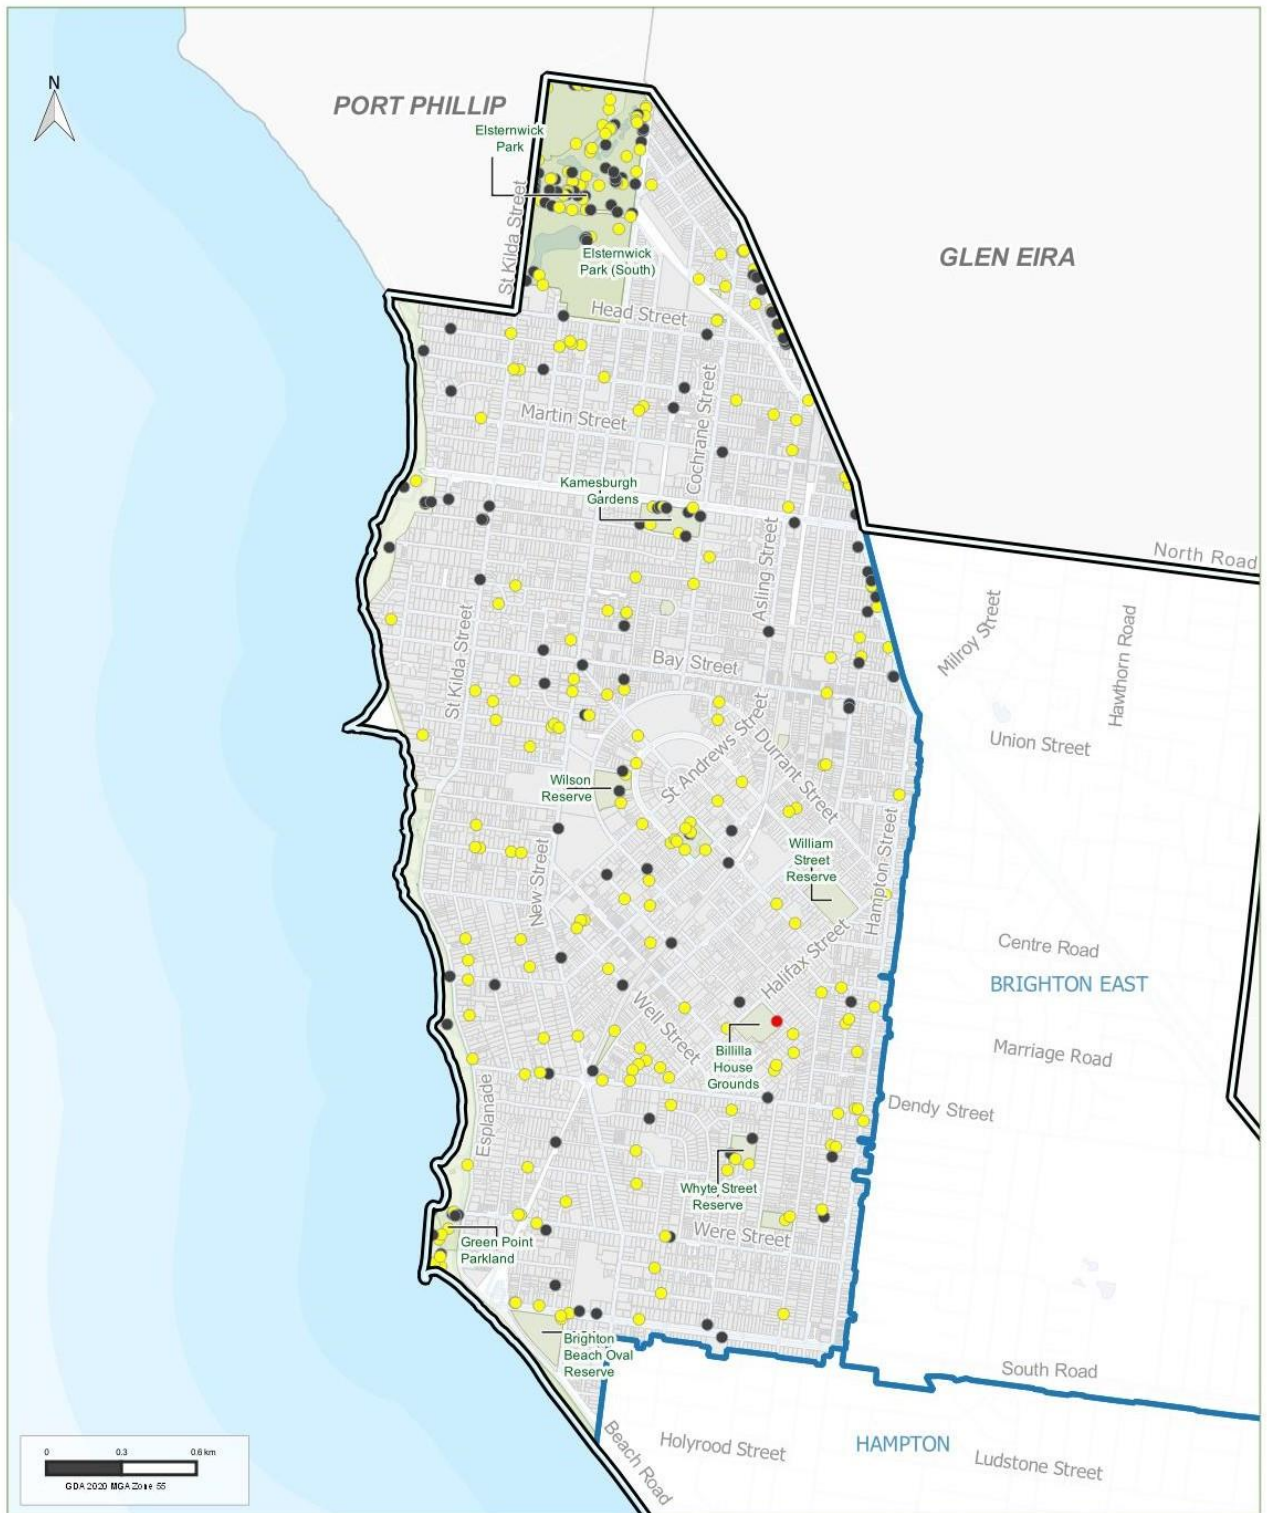 N
PORT PHILLIP
Elsternwick
Park
St Kilda Street
Elsternwick
Park (South)
GLEN EIRA
Head Street
Cochrane Street
Martin Street
Kamesburgh
Gardens
Asling Street
North Road
Milroy Street
Hawthorn Road
St Kilda Street
Bay Street
Union Street
St Andrews Street
Durrant Street
Wilson
Reserve
William
Street
Reserve
Hampton Street
New Street
Halifax Street
Centre Road
BRIGHTON EAST
Well Street
Billilla
House
Grounds
Marriage Road
Esplanade
Dendy Street
Whyte Street
Reserve
Were Street
Green Point
Parkland
Brighton
Beach Oval
Reserve
South Road
Beach Road
Holyrood Street
HAMPTON
Ludstone Street
0 0.3 0.6 km
GDA 2020 MGA Zone 55